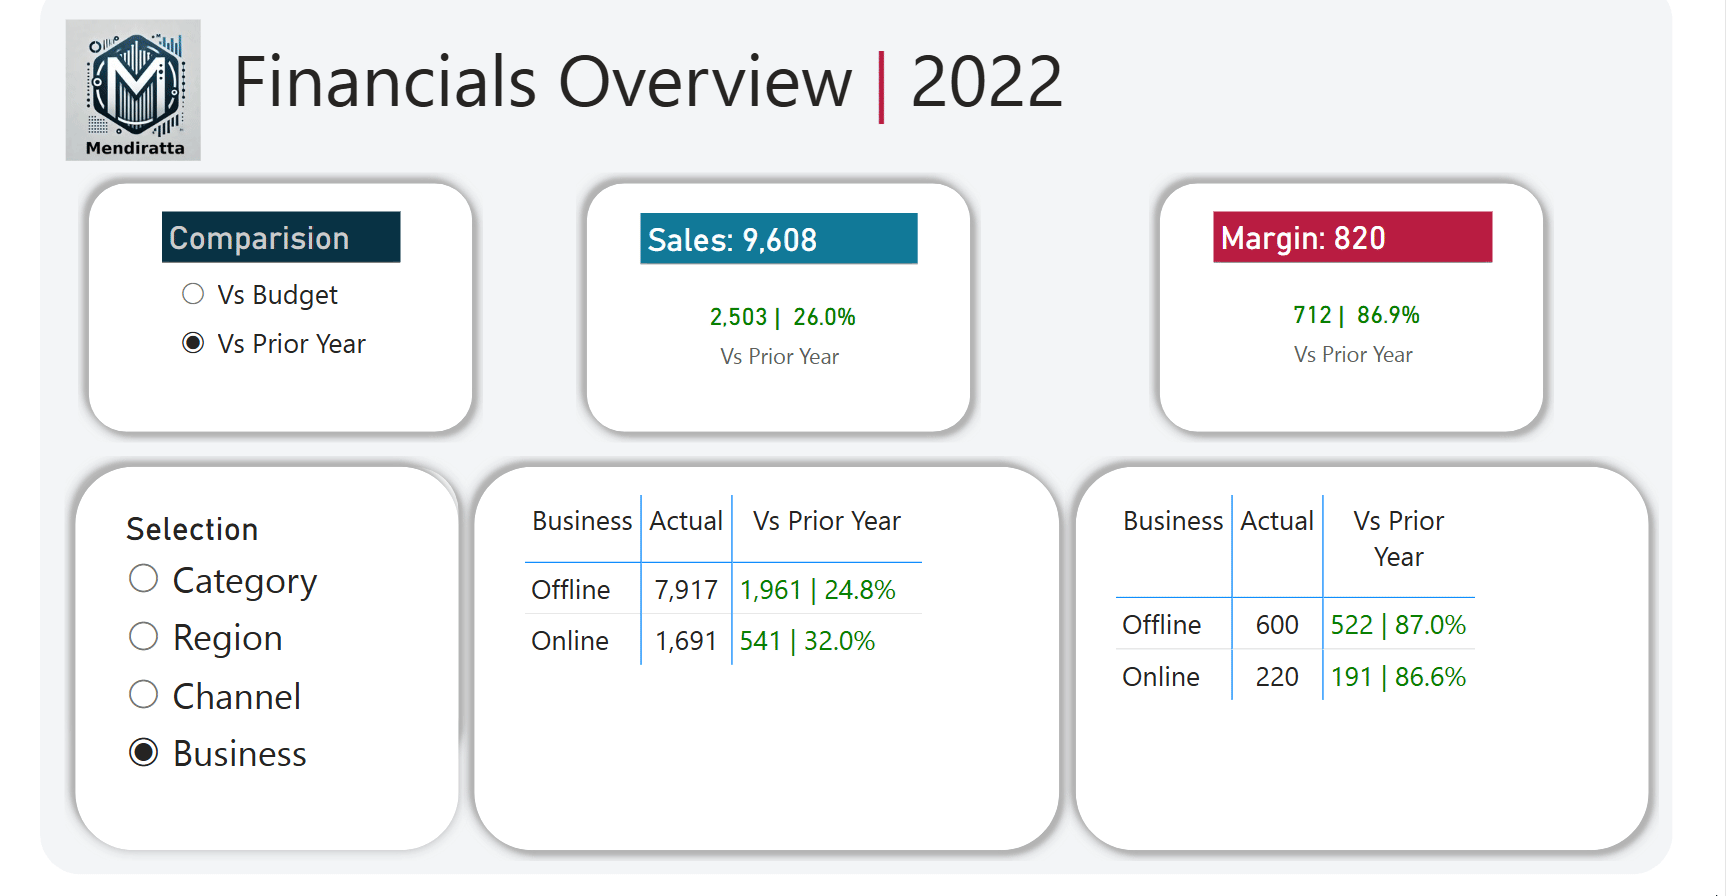 Mendiratta
Financials Overview | 2022
Comparision
Vs Budget
Vs Prior Year
Sales: 9,608
2,503 | 26.0%
Vs Prior Year
Margin: 820
712 | 86.9%
Vs Prior Year
Selection
Category
Region
Channel
Business
Business Actual Vs Prior Year
Offline 7,917 1,961 | 24.8%
Online 1,691 541 | 32.0%
Business Actual Vs Prior
Year
Offline 600 522 | 87.0%
Online 220 191 | 86.6%